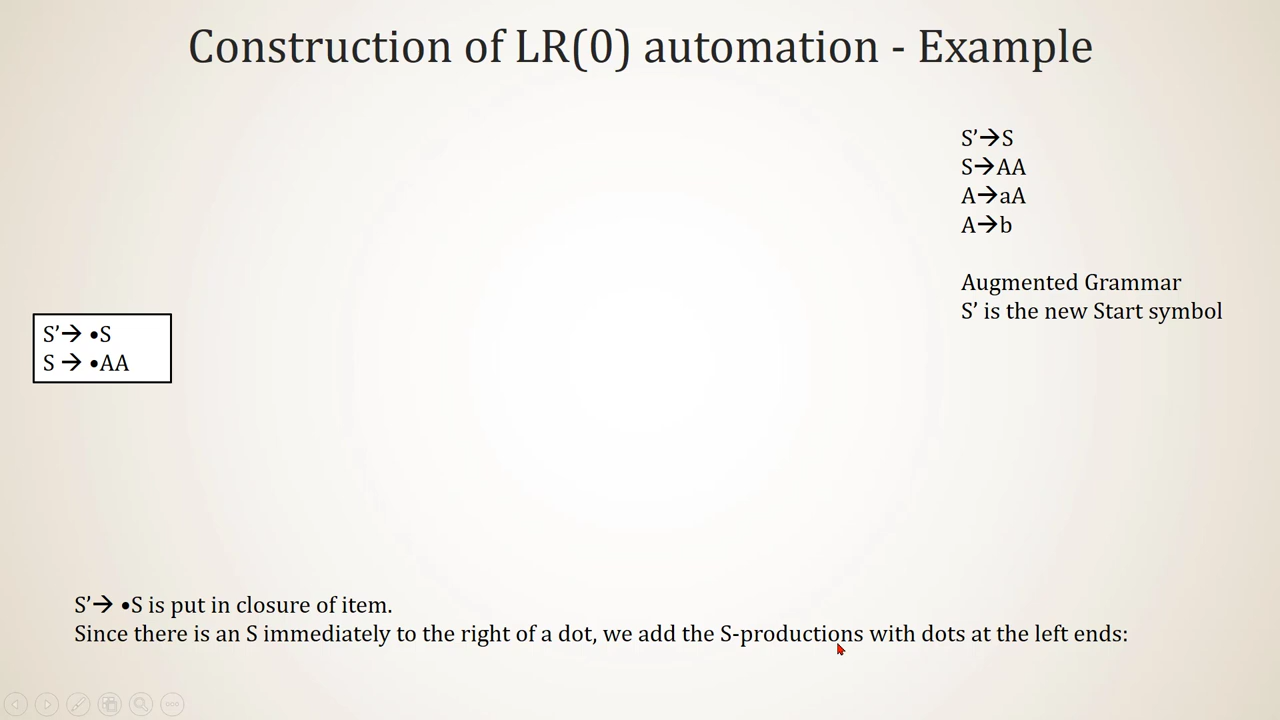 Construction of LR(0) automation - Example
S’→S
S→AA
A→aA
A→b
Augmented Grammar
S’ is the new Start symbol
S’→ •S
S → •AA
S’→ •S is put in closure of item.
Since there is an S immediately to the right of a dot, we add the S-productions with dots at the left ends: